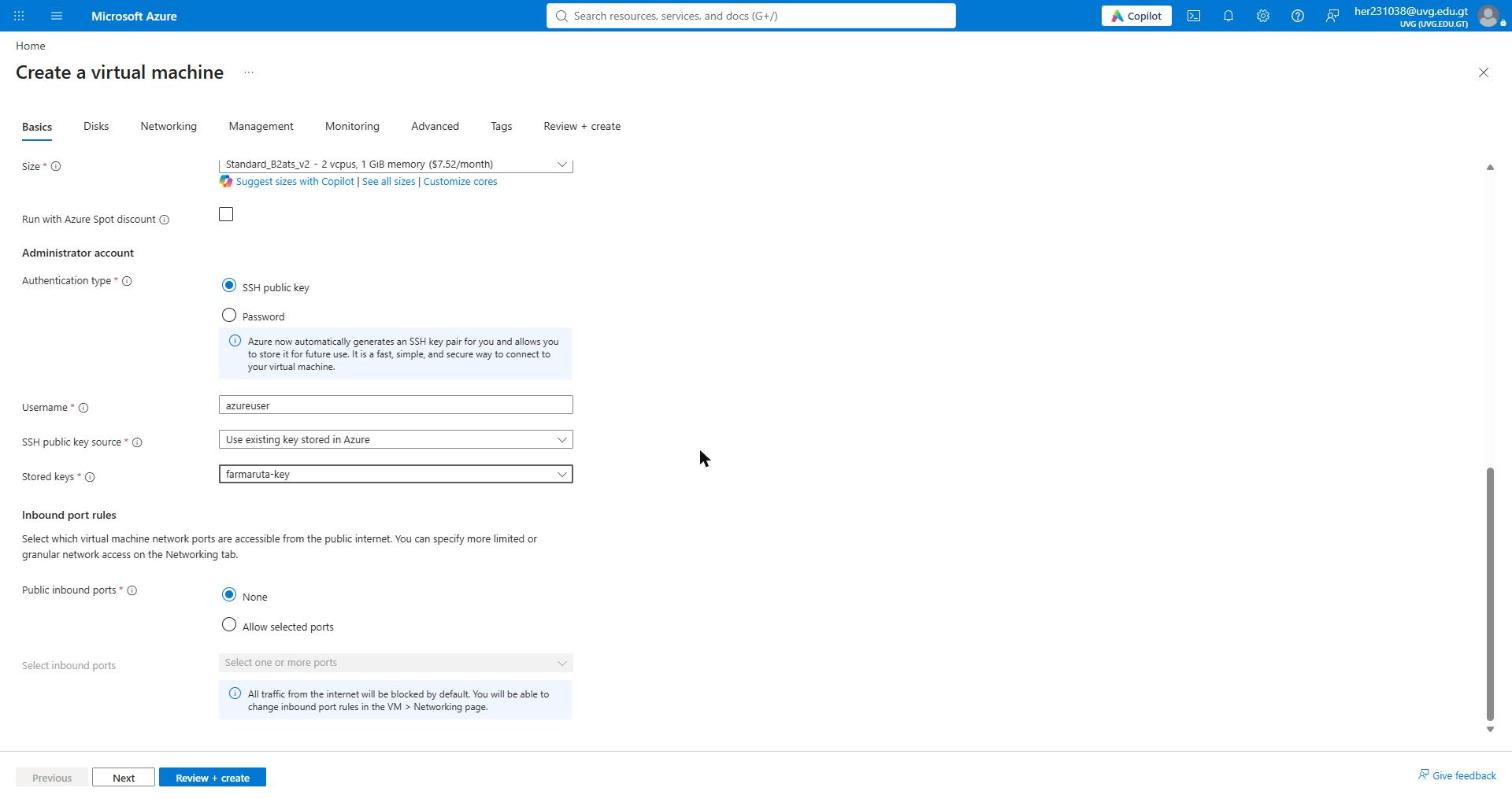 Microsoft Azure
Search resources, services, and docs (G+/)
Copilot
her231038@uvg.edu.gt
UVG (UVG.EDU.GT)
Home
Create a virtual machine
Basics
Disks
Networking
Management
Monitoring
Advanced
Tags
Review + create
Size *
Standard_B2ats_v2 - 2 vcpus, 1 GiB memory ($7.52/month)
Suggest sizes with Copilot | See all sizes | Customize cores
Run with Azure Spot discount
Administrator account
Authentication type *
SSH public key
Password
Azure now automatically generates an SSH key pair for you and allows you
to store it for future use. It is a fast, simple, and secure way to connect to
your virtual machine.
Username *
azureuser
SSH public key source *
Use existing key stored in Azure
Stored keys *
farmaruta-key
Inbound port rules
Select which virtual machine network ports are accessible from the public internet. You can specify more limited or
granular network access on the Networking tab.
Public inbound ports *
None
Allow selected ports
Select inbound ports
Select one or more ports
All traffic from the internet will be blocked by default. You will be able to
change inbound port rules in the VM > Networking page.
Previous
Next
Review + create
Give feedback